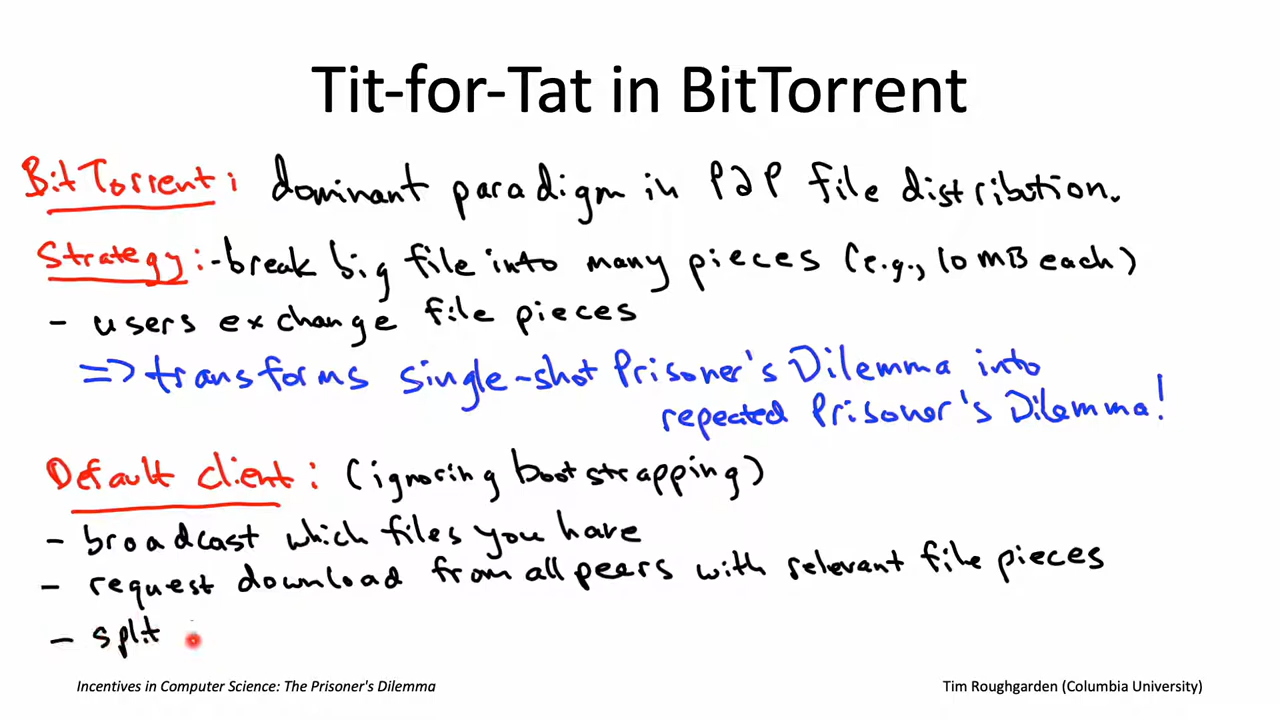 Tit-for-Tat in BitTorrent
BitTorrent: dominant paradigm in P2P file distribution.
Strategy: - break big file into many pieces (e.g., 10 MB each)
- users exchange file pieces
=> transforms single-shot Prisoner's Dilemma into
repeated Prisoner's Dilemma!
Default client: (ignoring bootstrapping)
- broadcast which files you have
- request download from all peers with relevant file pieces
- split
Incentives in Computer Science: The Prisoner's Dilemma
Tim Roughgarden (Columbia University)